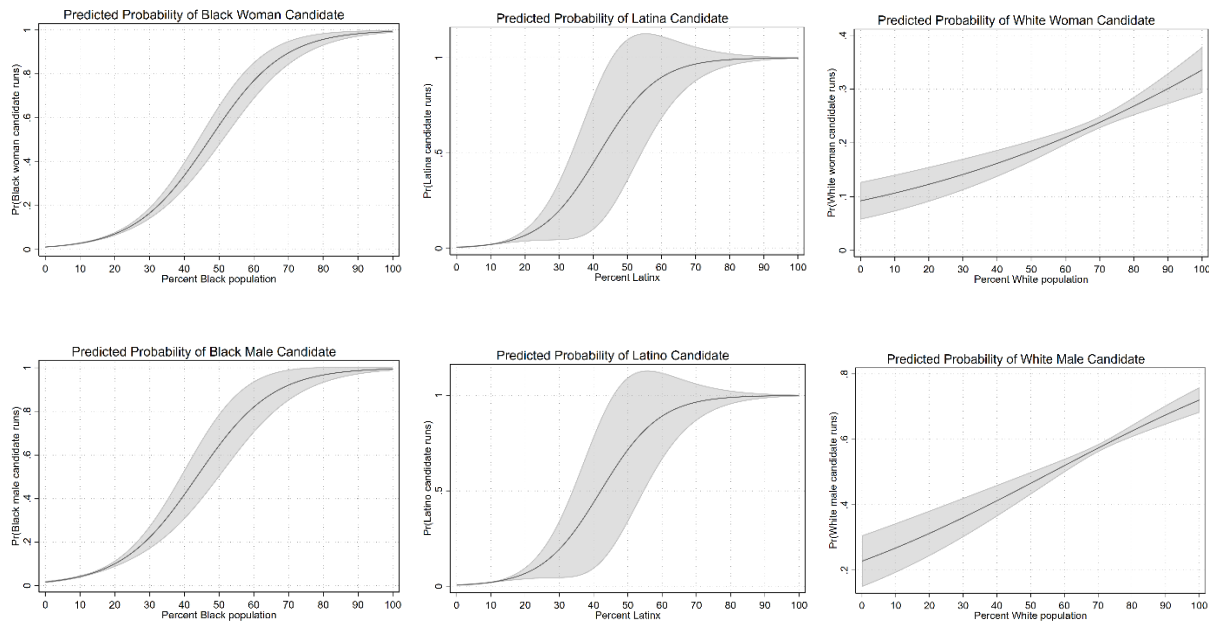 Predicted Probability of Black Woman Candidate
Pr(Black woman candidate runs)
1
.8
.6
.4
.2
0
0 10 20 30 40 50 60 70 80 90 100
Percent Black population
Predicted Probability of Latina Candidate
Pr(Latina candidate runs)
1
.5
0
0 10 20 30 40 50 60 70 80 90 100
Percent Latinx
Predicted Probability of White Woman Candidate
Pr(White woman candidate runs)
.4
.3
.2
.1
0
0 10 20 30 40 50 60 70 80 90 100
Percent White population
Predicted Probability of Black Male Candidate
Pr(Black male candidate runs)
1
.8
.6
.4
.2
0
0 10 20 30 40 50 60 70 80 90 100
Percent Black population
Predicted Probability of Latino Candidate
Pr(Latino candidate runs)
1
.5
0
0 10 20 30 40 50 60 70 80 90 100
Percent Latinx
Predicted Probability of White Male Candidate
Pr(White male candidate runs)
.8
.6
.4
.2
0 10 20 30 40 50 60 70 80 90 100
Percent White population